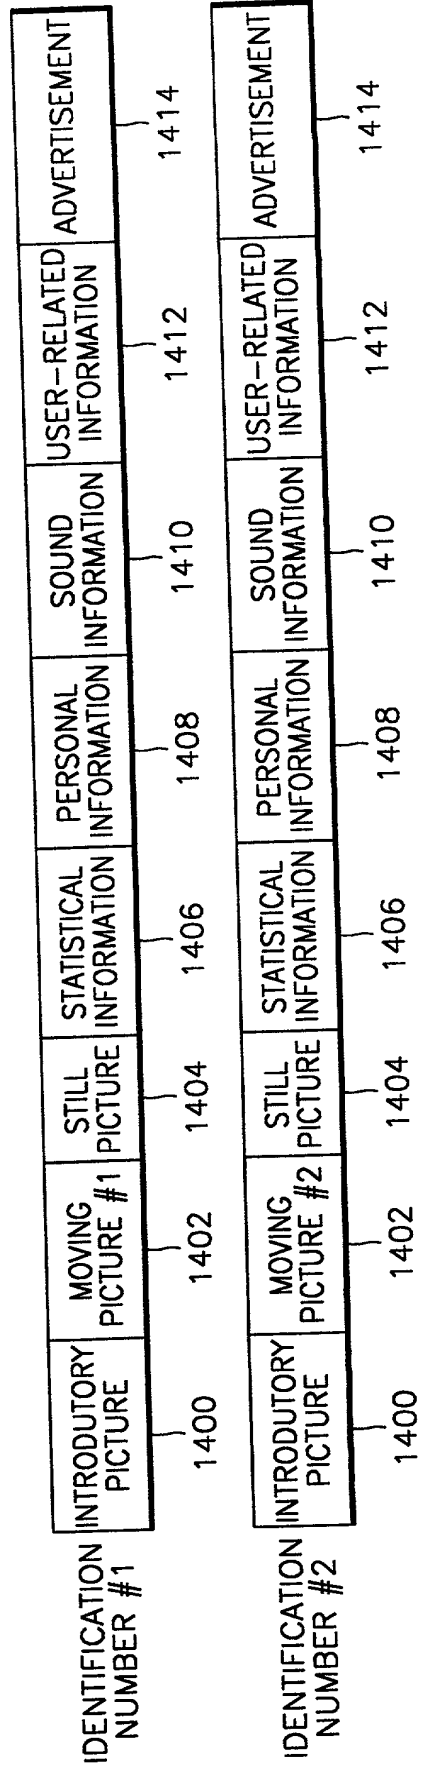 IDENTIFICATION
NUMBER #1
INTRODUTORY
PICTURE
MOVING
PICTURE #1
STILL
PICTURE
STATISTICAL
INFORMATION
PERSONAL
INFORMATION
SOUND
INFORMATION
USER-RELATED
INFORMATION
ADVERTISEMENT
1400
1402
1404
1406
1408
1410
1412
1414
IDENTIFICATION
NUMBER #2
INTRODUTORY
PICTURE
MOVING
PICTURE #2
STILL
PICTURE
STATISTICAL
INFORMATION
PERSONAL
INFORMATION
SOUND
INFORMATION
USER-RELATED
INFORMATION
ADVERTISEMENT
1400
1402
1404
1406
1408
1410
1412
1414